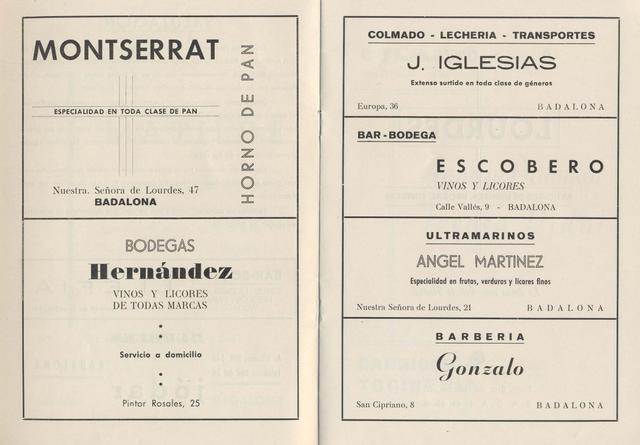 MONTSERRAT
HORNO DE PAN
ESPECIALIDAD EN TODA CLASE DE PAN
Nuestra. Señora de Lourdes, 47
BADALONA
BODEGAS
Hernández
VINOS Y LICORES
DE TODAS MARCAS
Servicio a domicilio
Pintor Rosales, 25
COLMADO - LECHERIA - TRANSPORTES
J. IGLESIAS
Extenso surtido en toda clase de géneros
Europa, 36 BADALONA
BAR-BODEGA
ESCOBERO
VINOS Y LICORES
Calle Vallés, 9 - BADALONA
ULTRAMARINOS
ANGEL MARTINEZ
Especialidad en frutas, verduras y licores finos
Nuestra Señora de Lourdes, 21 BADALONA
BARBERIA
Gonzalo
San Cipriano, 8 BADALONA